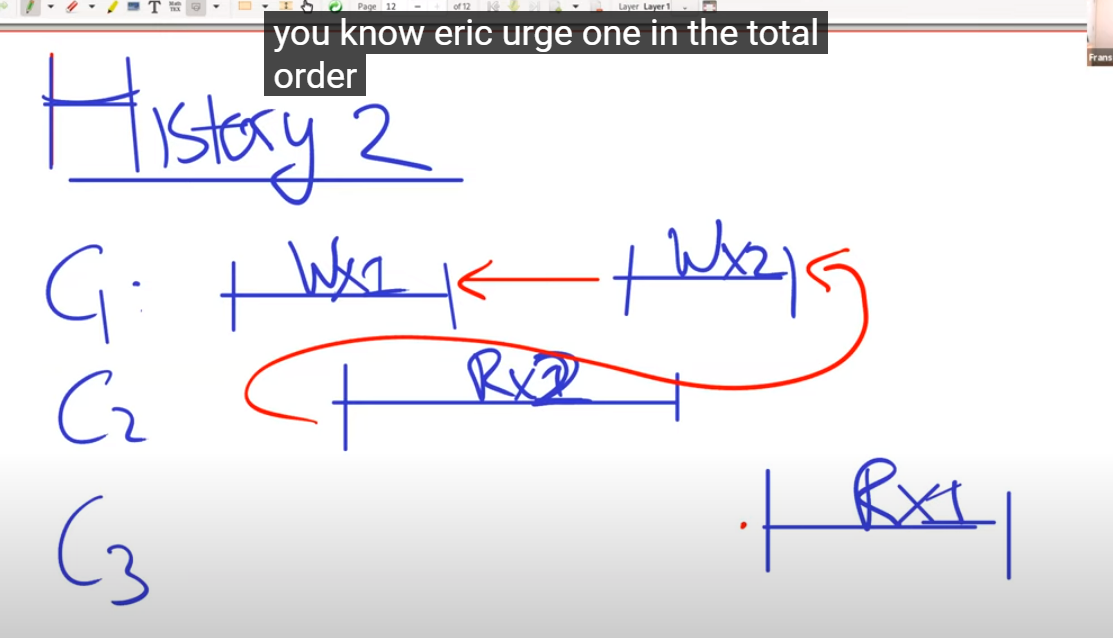 Page 12 of 12 Layer Layer 1
you know eric urge one in the total
order
Frans
History 2
C1: Wx1 Wx2
C2 Rx2
C3 Rx1